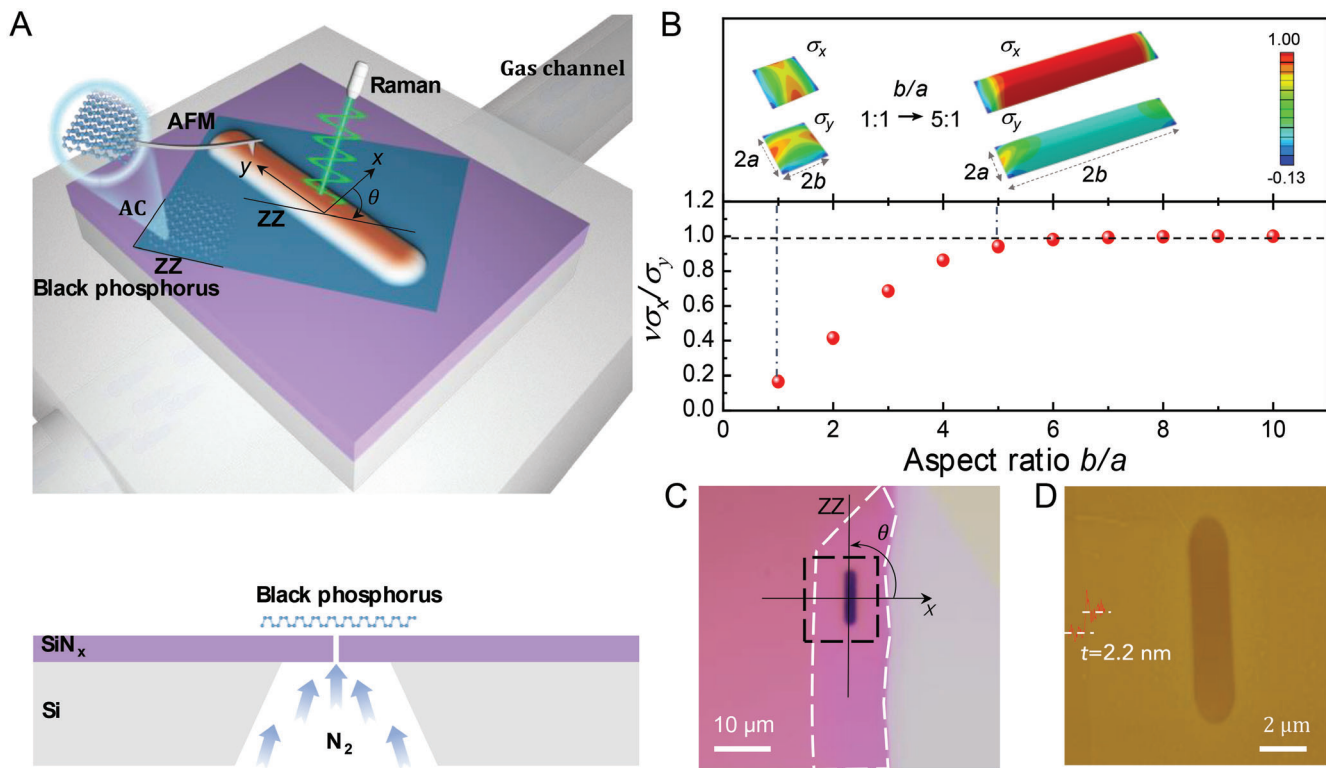 A
Gas channel
Raman
AFM
x
y
θ
ZZ
AC
ZZ
Black phosphorus
Black phosphorus
SiNx
Si
N2
B
σx
σx
1.00
b/a
1:1 → 5:1
σy
σy
2a
2b
2a
2b
-0.13
1.2
1.0
0.8
0.6
0.4
0.2
0.0
νσx/σy
0 2 4 6 8 10
Aspect ratio b/a
C
ZZ
θ
x
10 μm
D
t=2.2 nm
2 μm